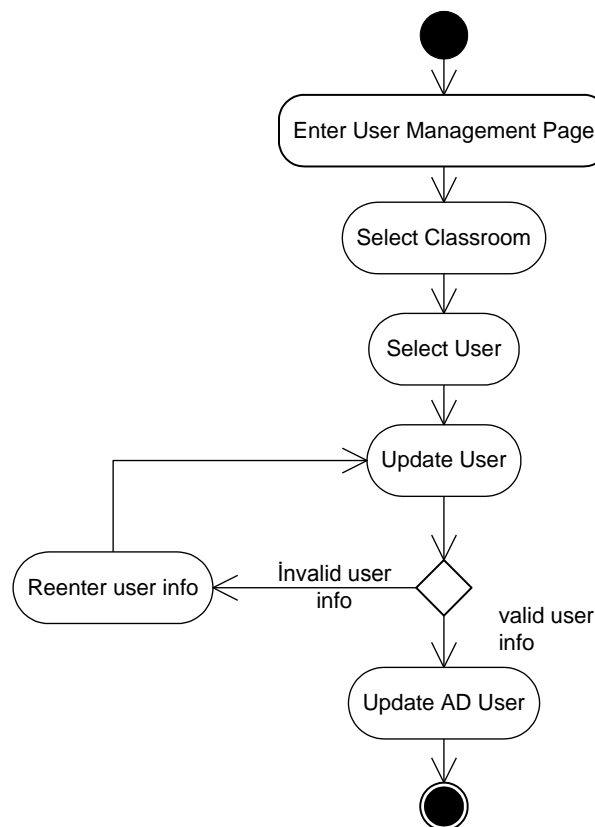 Enter User Management Page
Select Classroom
Select User
Update User
İnvalid user
info
Reenter user info
valid user
info
Update AD User